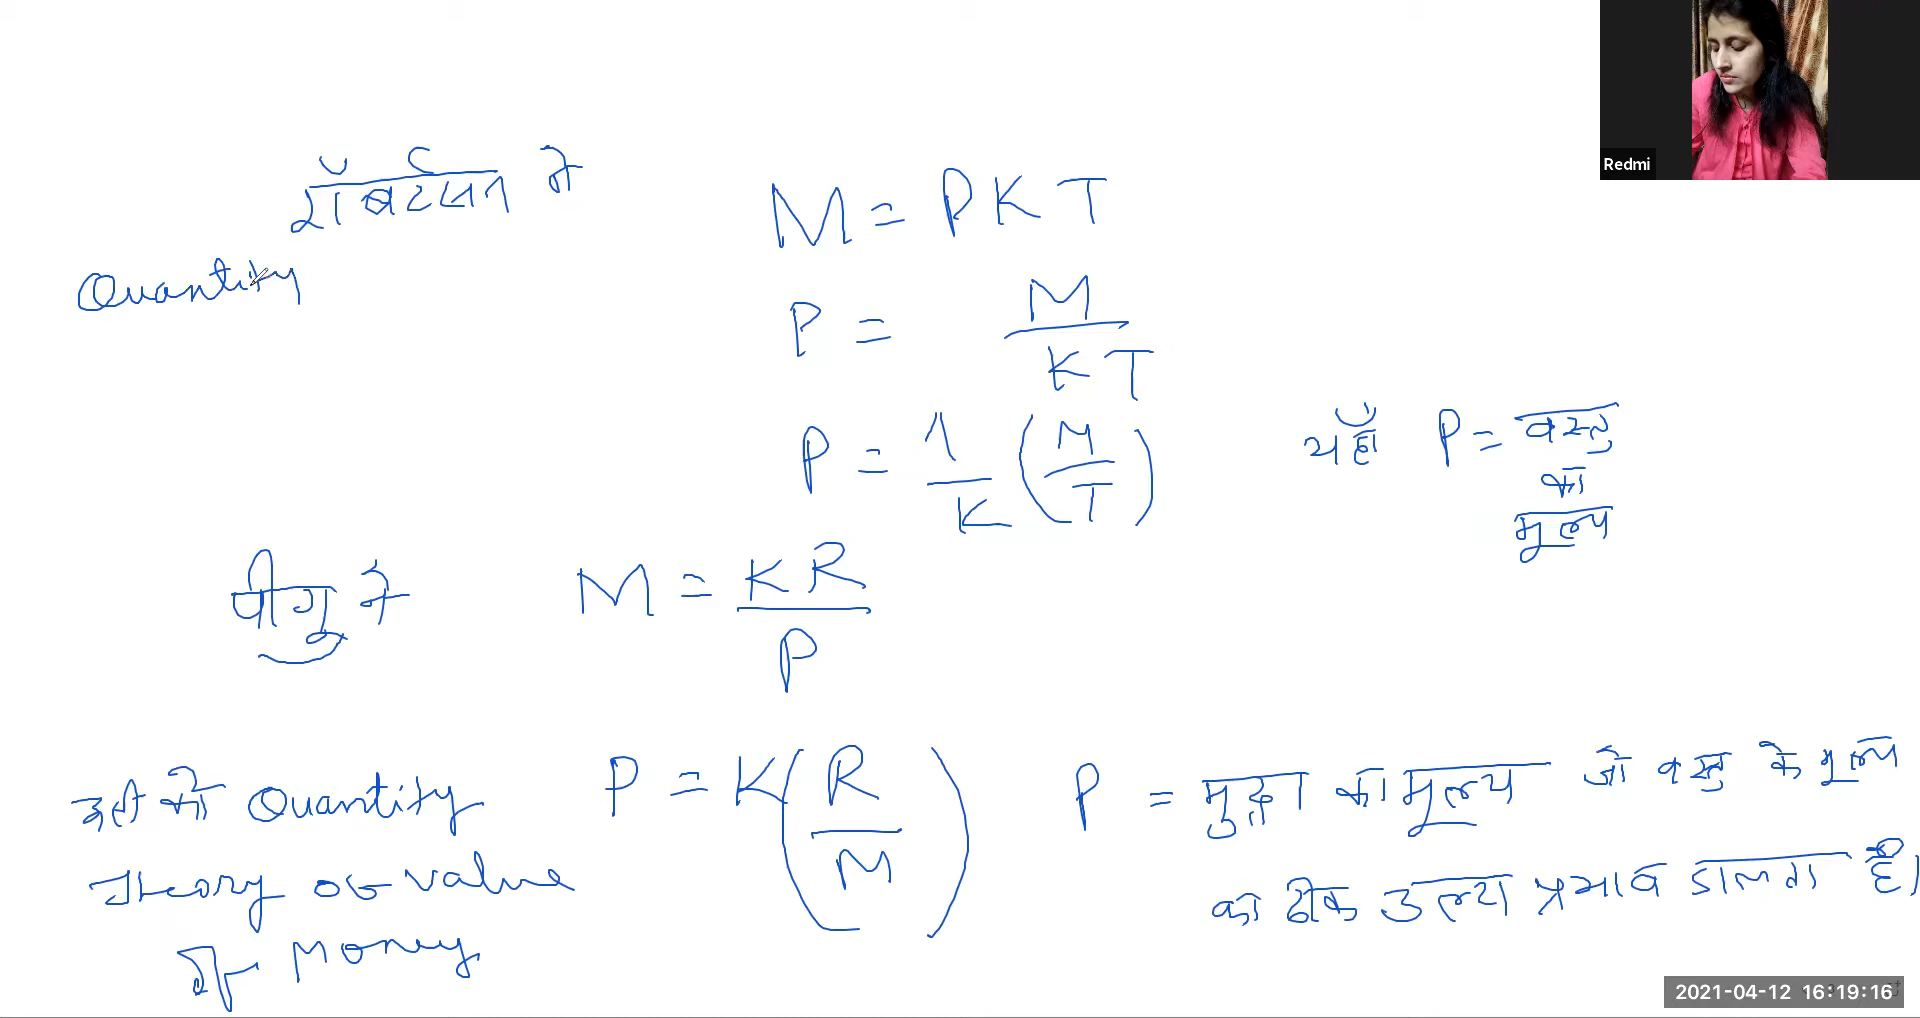 Redmi
रॉबर्टसन ने
M = PKT
Quantity
P = M / KT
P = 1/K (M/T)
यहाँ P = वस्तु
का
मूल्य
पीगू ने M = KR / P
P = K (R/M)
P = मुद्रा का मूल्य जो वस्तु के मूल्य
को ठीक उल्टा प्रभाव डालता है।
Quantity
Theory of value
of Money
2021-04-12 16:19:16